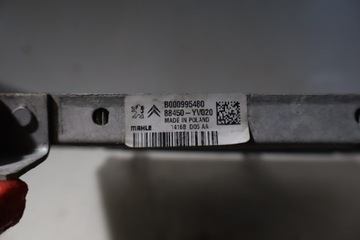 B000995480
88450-YV020
MADE IN POLAND
MAHLE
14168 D05 AA